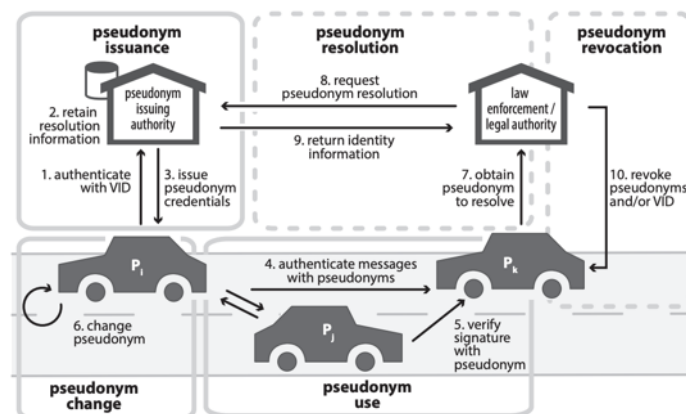 pseudonym
issuance
pseudonym
resolution
pseudonym
revocation
pseudonym
issuing
authority
2. retain
resolution
information
8. request
pseudonym resolution
law
enforcement /
legal authority
9. return identity
information
1. authenticate
with VID
3. issue
pseudonym
credentials
7. obtain
pseudonym
to resolve
10. revoke
pseudonyms
and/or VID
Pi
4. authenticate messages
with pseudonyms
Pk
6. change
pseudonym
Pj
5. verify
signature with
pseudonym
pseudonym
change
pseudonym
use